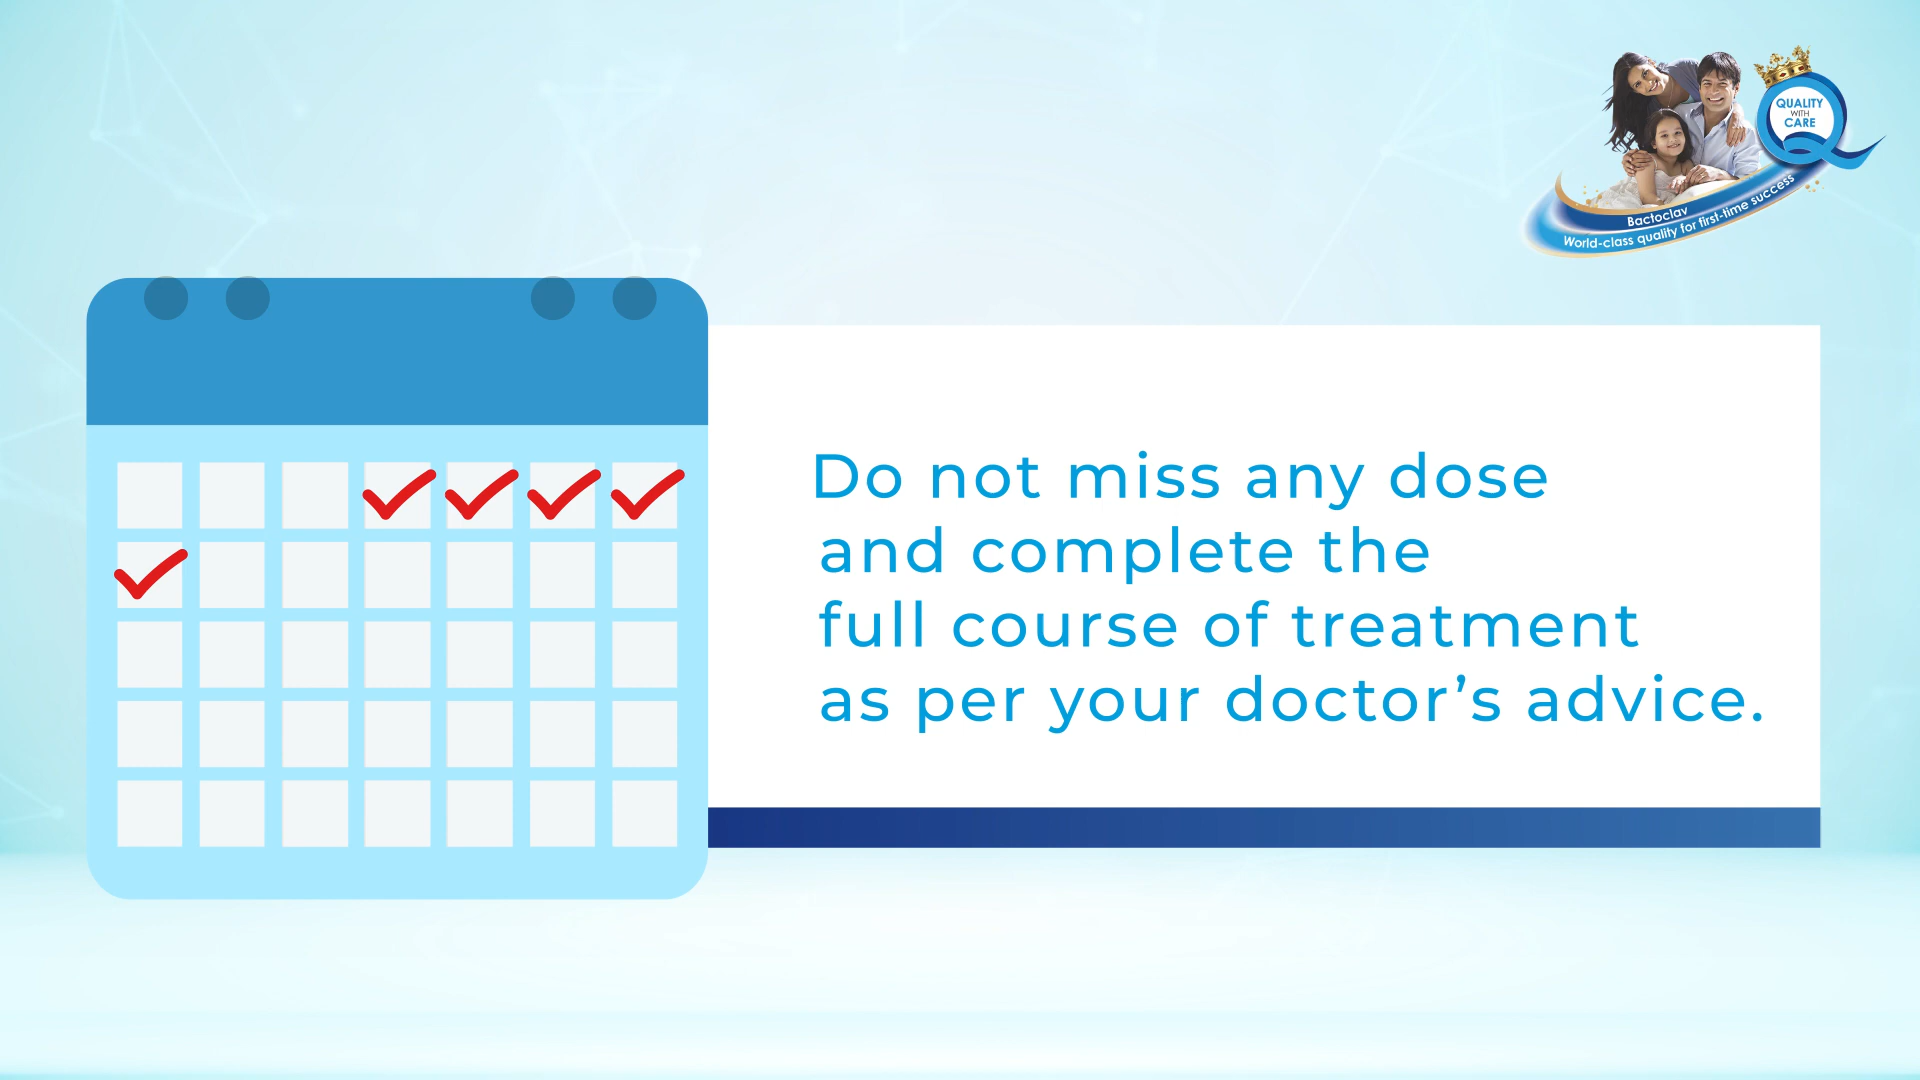 QUALITY
WITH
CARE
Bactoclav
World-class quality for first-time success
Do not miss any dose
and complete the
full course of treatment
as per your doctor’s advice.